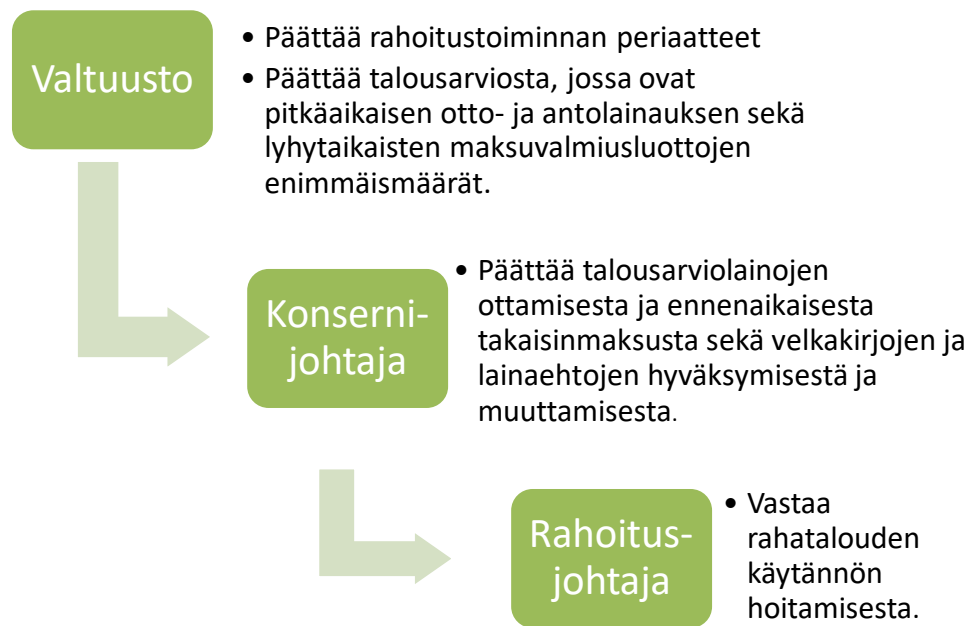 Valtuusto
• Päättää rahoitustoiminnan periaatteet
• Päättää talousarviosta, jossa ovat
pitkäaikaisen otto- ja antolainauksen sekä
lyhytaikaisten maksuvalmiusluottojen
enimmäismäärät.
Konserni-
johtaja
• Päättää talousarviolainojen
ottamisesta ja ennenaikaisesta
takaisinmaksusta sekä velkakirjojen ja
lainaehtojen hyväksymisestä ja
muuttamisesta.
Rahoitus-
johtaja
• Vastaa
rahatalouden
käytännön
hoitamisesta.